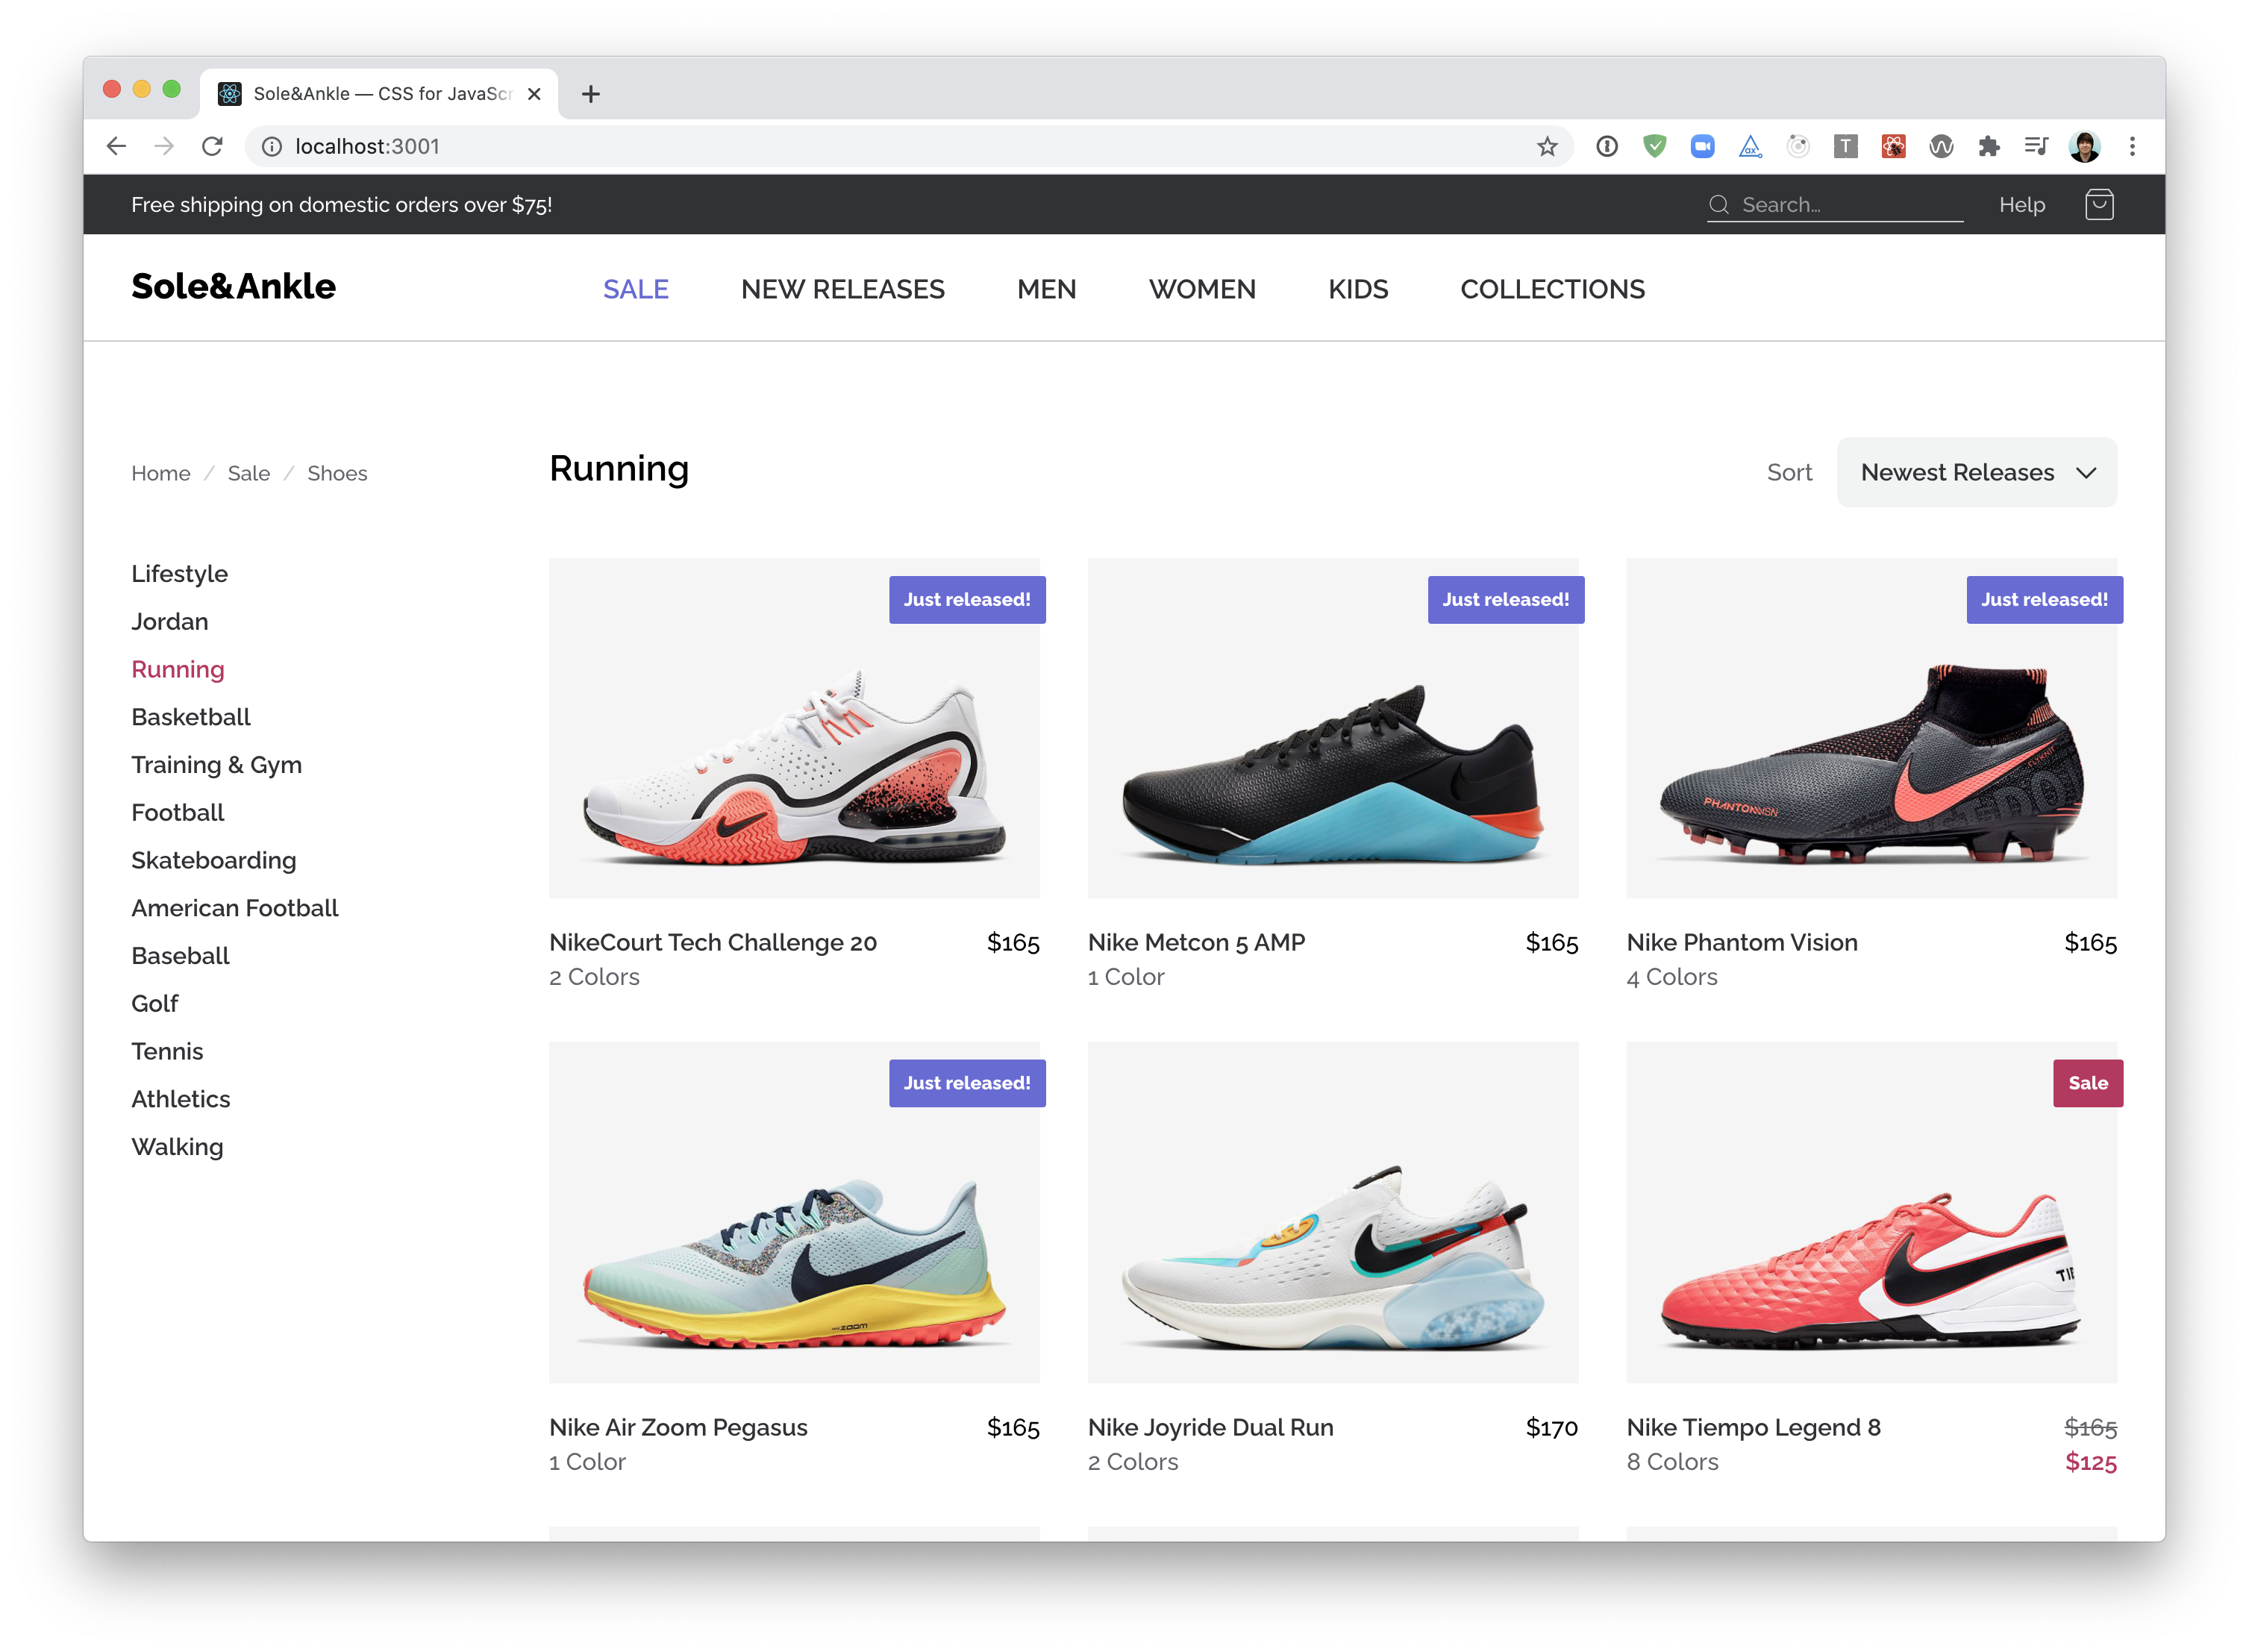 Sole&Ankle — CSS for JavaScr
localhost:3001
Free shipping on domestic orders over $75!
Search…
Help
Sole&Ankle
SALE
NEW RELEASES
MEN
WOMEN
KIDS
COLLECTIONS
Home / Sale / Shoes
Running
Sort
Newest Releases
Lifestyle
Jordan
Running
Basketball
Training & Gym
Football
Skateboarding
American Football
Baseball
Golf
Tennis
Athletics
Walking
Just released!
NikeCourt Tech Challenge 20
$165
2 Colors
Just released!
Nike Metcon 5 AMP
$165
1 Color
Just released!
PHANTOMVSN
FLYKNIT
Nike Phantom Vision
$165
4 Colors
Just released!
ZOOM
Nike Air Zoom Pegasus
$165
1 Color
Nike Joyride Dual Run
$170
2 Colors
Sale
TIE
Nike Tiempo Legend 8
$165
8 Colors
$125